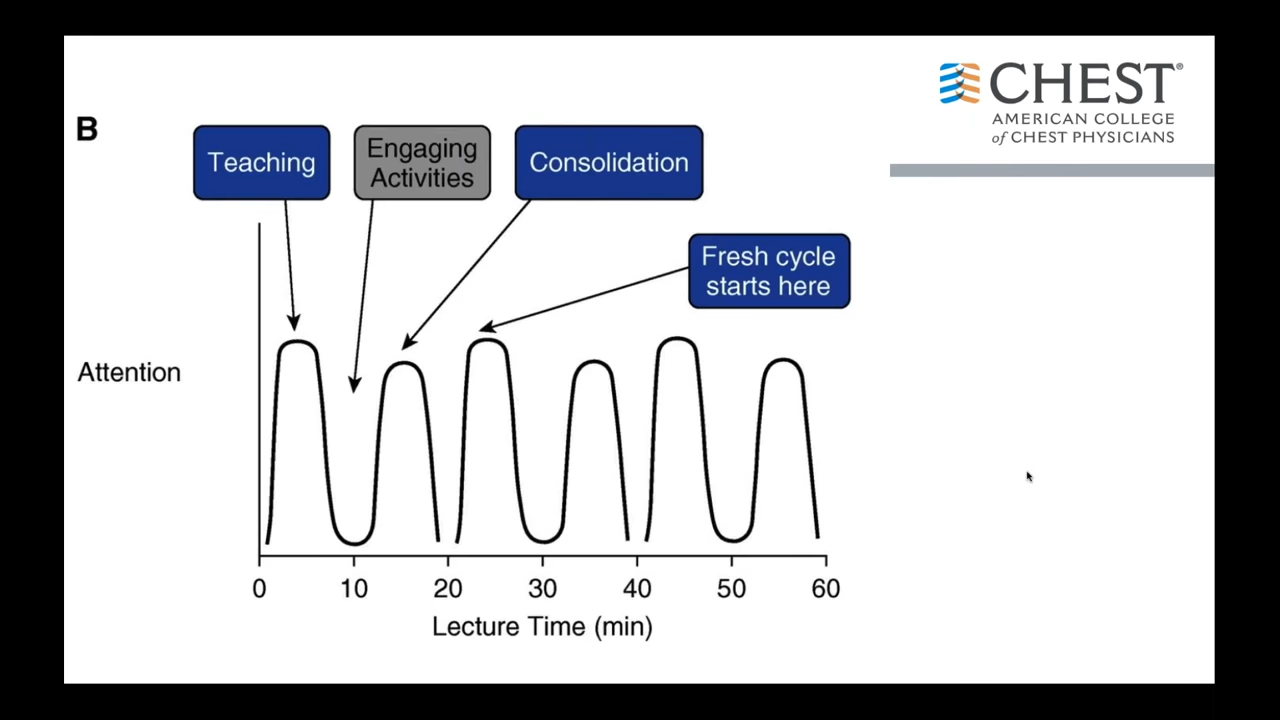 CHEST®
AMERICAN COLLEGE
of CHEST PHYSICIANS
B
Teaching
Engaging
Activities
Consolidation
Fresh cycle
starts here
Attention
0 10 20 30 40 50 60
Lecture Time (min)